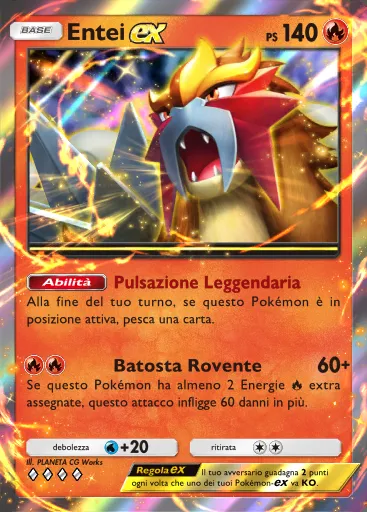 BASE Entei ex PS 140
Abilità Pulsazione Leggendaria
Alla fine del tuo turno, se questo Pokémon è in
posizione attiva, pesca una carta.
Batosta Rovente 60+
Se questo Pokémon ha almeno 2 Energie extra
assegnate, questo attacco infligge 60 danni in più.
debolezza +20 ritirata
Ill. PLANETA CG Works
Regola ex Il tuo avversario guadagna 2 punti
ogni volta che uno dei tuoi Pokémon-ex va KO.